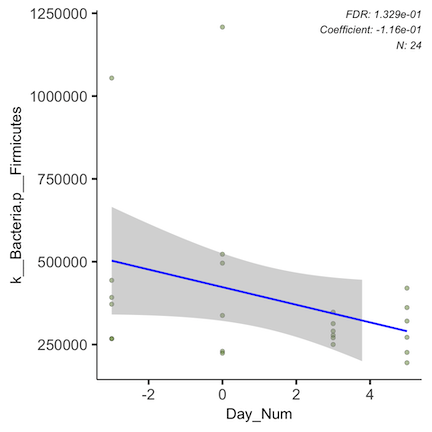 FDR: 1.329e-01
Coefficient: -1.16e-01
N: 24
1250000
1000000
750000
500000
250000
k__Bacteria.p__Firmicutes
-2 0 2 4
Day_Num